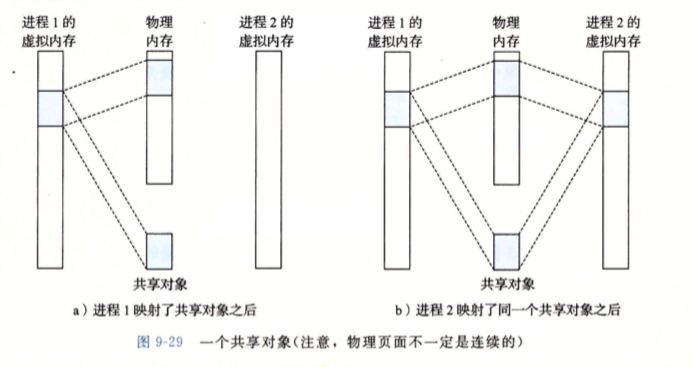 进程1的
虚拟内存
物理
内存
进程2的
虚拟内存
共享对象
a)进程1映射了共享对象之后
进程1的
虚拟内存
物理
内存
进程2的
虚拟内存
共享对象
b)进程2映射了同一个共享对象之后
图 9-29 一个共享对象(注意,物理页面不一定是连续的)